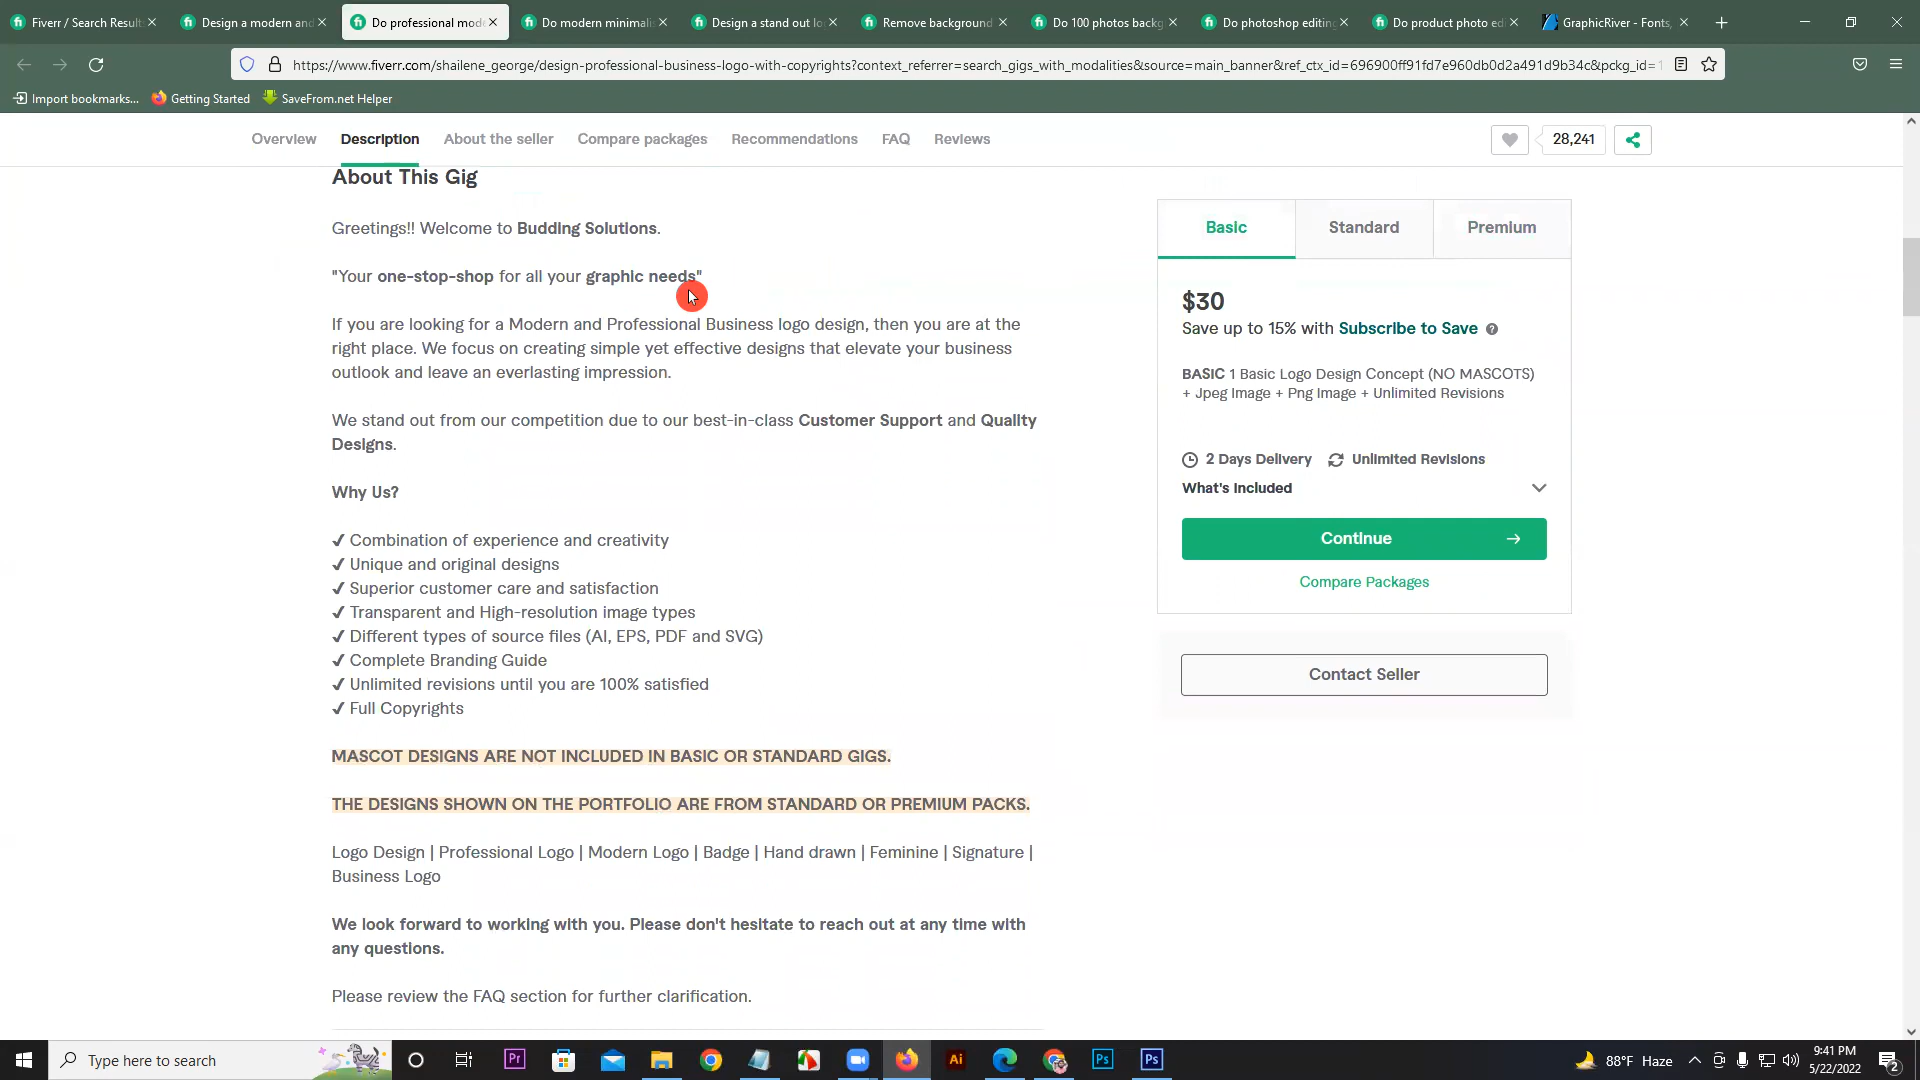 Fiverr / Search Results
Design a modern and
Do professional mode
Do modern minimalis
Design a stand out lo
Remove background
Do 100 photos backg
Do photoshop editing
Do product photo edi
GraphicRiver - Fonts,
https://www.fiverr.com/shailene_george/design-professional-business-logo-with-copyrights?context_referrer=search_gigs_with_modalities&source=main_banner&ref_ctx_id=696900ff91fd7e960db0d2a491d9b34c&pckg_id=1
Import bookmarks...
Getting Started
SaveFrom.net Helper
Overview
Description
About the seller
Compare packages
Recommendations
FAQ
Reviews
28,241
About This Gig
Greetings!! Welcome to Budding Solutions.
"Your one-stop-shop for all your graphic needs"
If you are looking for a Modern and Professional Business logo design, then you are at the
right place. We focus on creating simple yet effective designs that elevate your business
outlook and leave an everlasting impression.
We stand out from our competition due to our best-in-class Customer Support and Quality
Designs.
Why Us?
✔ Combination of experience and creativity
✔ Unique and original designs
✔ Superior customer care and satisfaction
✔ Transparent and High-resolution image types
✔ Different types of source files (AI, EPS, PDF and SVG)
✔ Complete Branding Guide
✔ Unlimited revisions until you are 100% satisfied
✔ Full Copyrights
MASCOT DESIGNS ARE NOT INCLUDED IN BASIC OR STANDARD GIGS.
THE DESIGNS SHOWN ON THE PORTFOLIO ARE FROM STANDARD OR PREMIUM PACKS.
Logo Design | Professional Logo | Modern Logo | Badge | Hand drawn | Feminine | Signature |
Business Logo
We look forward to working with you. Please don't hesitate to reach out at any time with
any questions.
Please review the FAQ section for further clarification.
Basic
Standard
Premium
$30
Save up to 15% with Subscribe to Save
BASIC 1 Basic Logo Design Concept (NO MASCOTS)
+ Jpeg Image + Png Image + Unlimited Revisions
2 Days Delivery
Unlimited Revisions
What's Included
Continue
Compare Packages
Contact Seller
Type here to search
Pr
Ai
Ps
Ps
88°F Haze
9:41 PM
5/22/2022
2